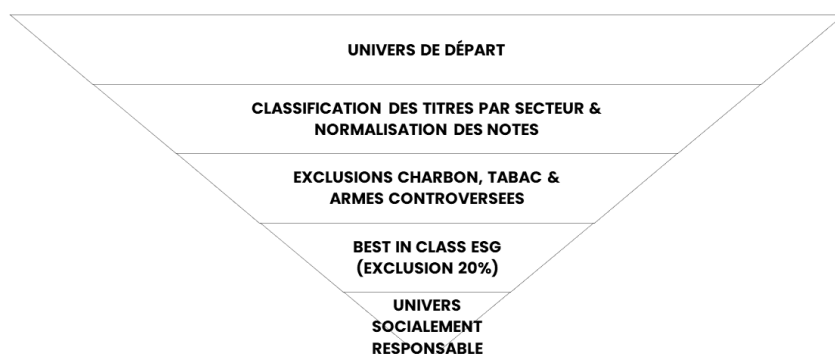 UNIVERS DE DÉPART
CLASSIFICATION DES TITRES PAR SECTEUR &
NORMALISATION DES NOTES
EXCLUSIONS CHARBON, TABAC &
ARMES CONTROVERSEES
BEST IN CLASS ESG
(EXCLUSION 20%)
UNIVERS
SOCIALEMENT
RESPONSABLE